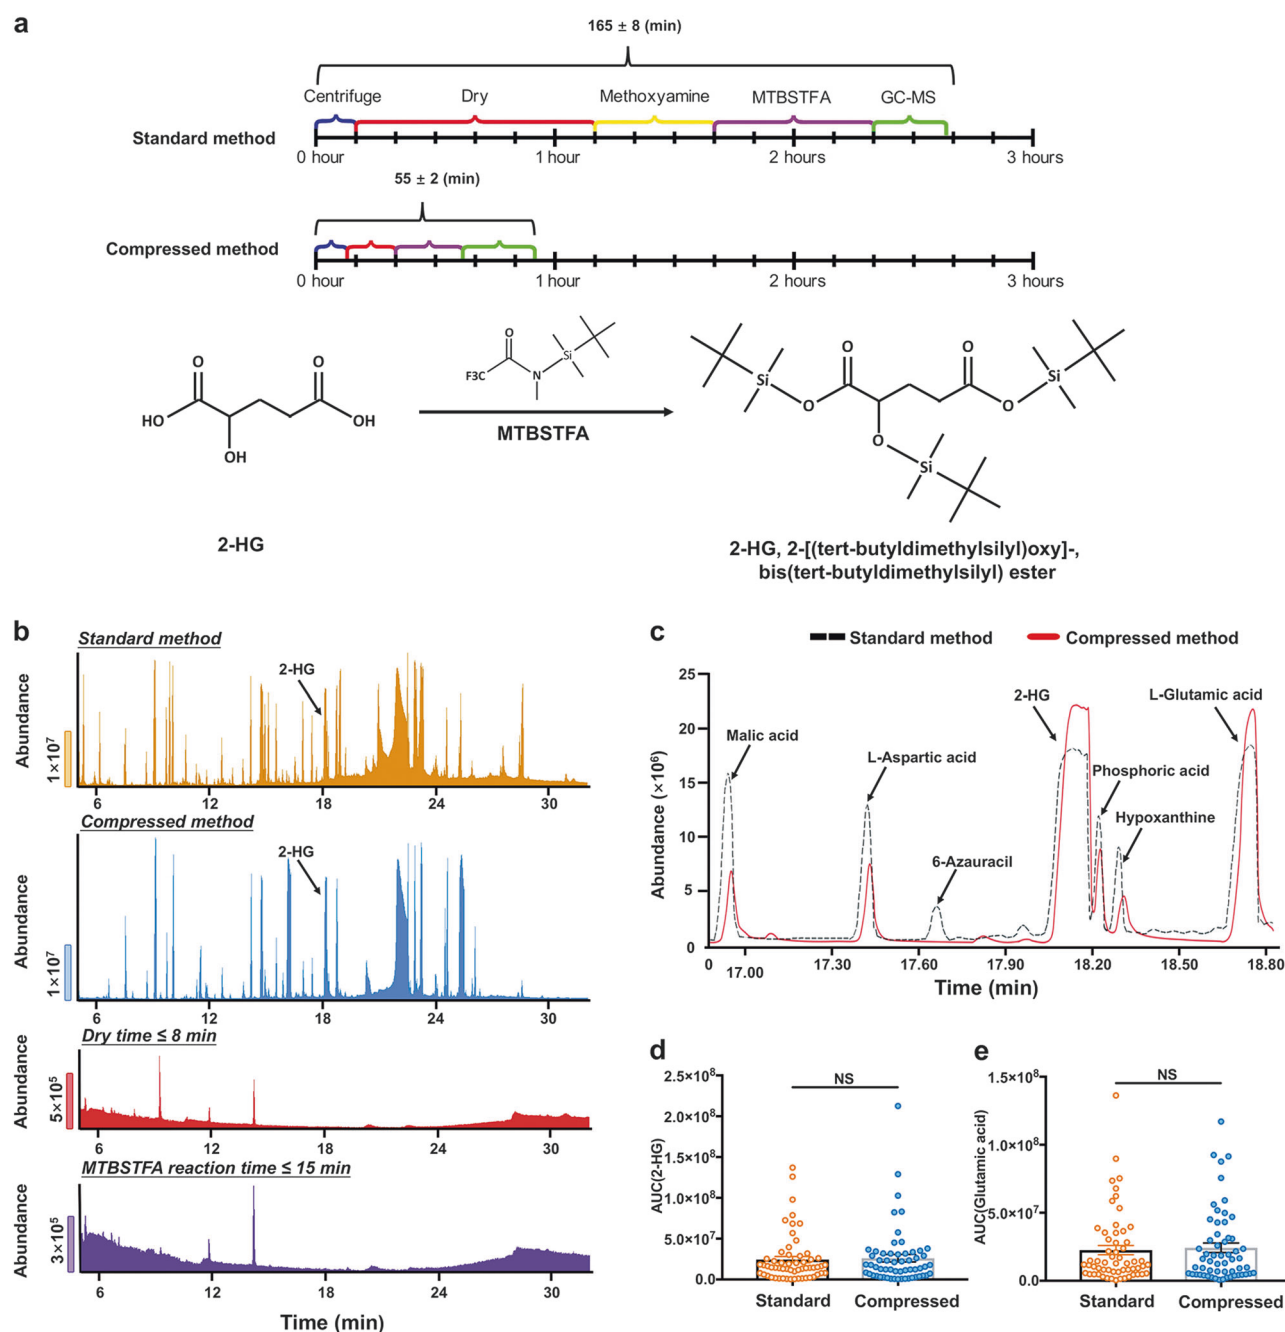 a
165 ± 8 (min)
Centrifuge Dry Methoxyamine MTBSTFA GC-MS
Standard method
0 hour 1 hour 2 hours 3 hours
55 ± 2 (min)
Compressed method
0 hour 1 hour 2 hours 3 hours
O O HO OH OH
O F3C N Si
MTBSTFA
Si O O O O Si O Si
2-HG
2-HG, 2-[(tert-butyldimethylsilyl)oxy]-,
bis(tert-butyldimethylsilyl) ester
b
Standard method
2-HG
Abundance
1×10⁷
6 12 18 24 30
Compressed method
2-HG
Abundance
1×10⁷
6 12 18 24 30
Dry time ≤ 8 min
Abundance
5×10⁵
6 12 18 24 30
MTBSTFA reaction time ≤ 15 min
Abundance
3×10⁵
6 12 18 24 30
Time (min)
c
Standard method Compressed method
Abundance (×10⁶)
25
20
15
10
5
0
Malic acid
L-Aspartic acid
6-Azauracil
2-HG
Phosphoric acid
Hypoxanthine
L-Glutamic acid
0 17.00 17.30 17.60 17.90 18.20 18.50 18.80
Time (min)
d
NS
AUC(2-HG)
2.5×10⁸
2.0×10⁸
1.5×10⁸
1.0×10⁸
5.0×10⁷
0.0
Standard Compressed
e
NS
AUC(Glutamic acid)
1.5×10⁸
1.0×10⁸
5.0×10⁷
0.0
Standard Compressed